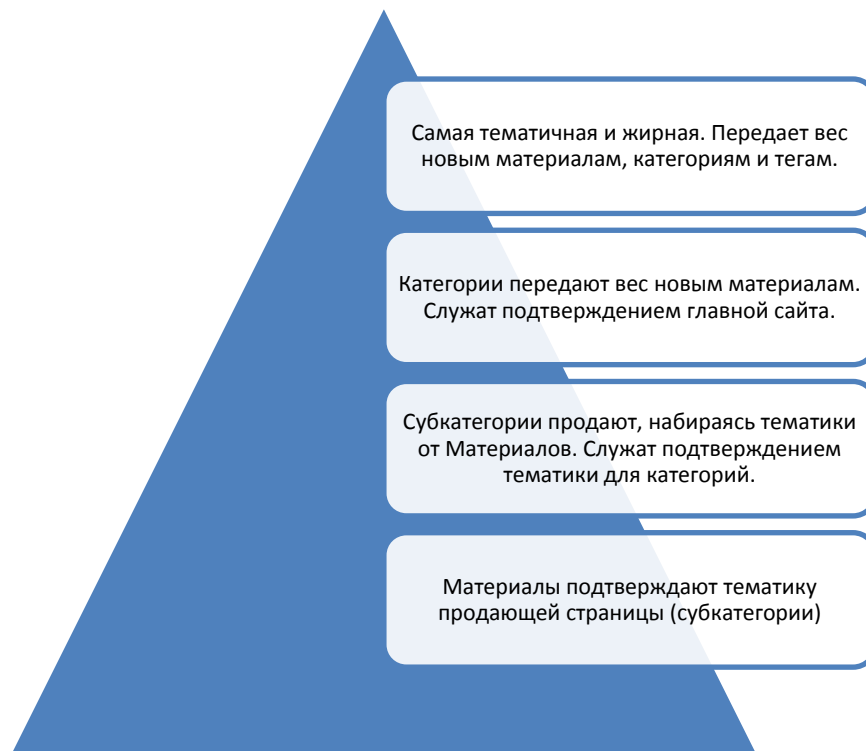 Самая тематичная и жирная. Передает вес
новым материалам, категориям и тегам.
Категории передают вес новым материалам.
Служат подтверждением главной сайта.
Субкатегории продают, набираясь тематики
от Материалов. Служат подтверждением
тематики для категорий.
Материалы подтверждают тематику
продающей страницы (субкатегории)